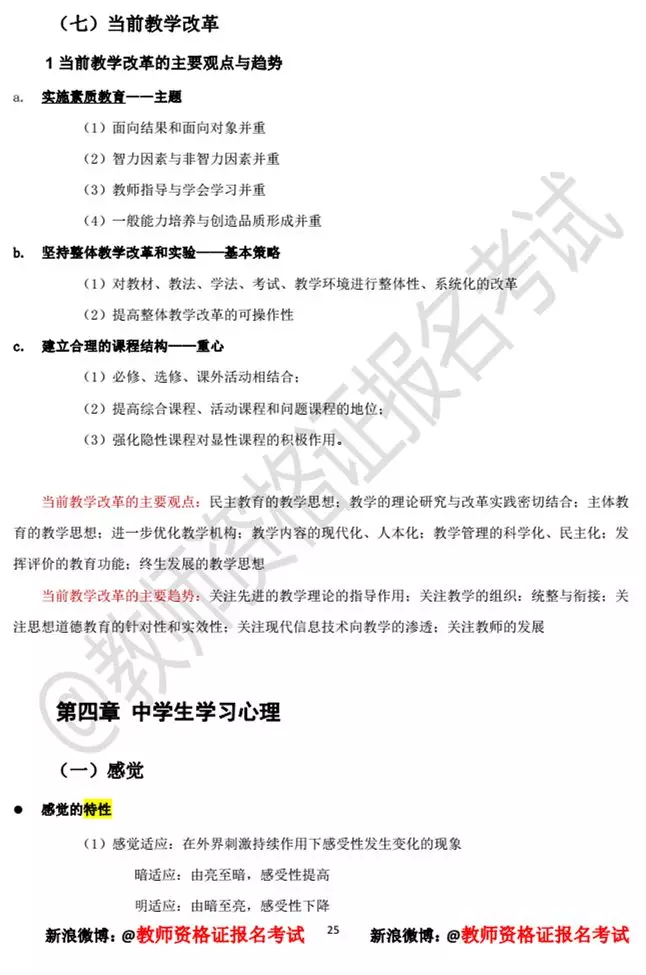 （七）当前教学改革
1 当前教学改革的主要观点与趋势
a. 实施素质教育——主题
（1）面向结果和面向对象并重
（2）智力因素与非智力因素并重
（3）教师指导与学会学习并重
（4）一般能力培养与创造品质形成并重
b. 坚持整体教学改革和实验——基本策略
（1）对教材、教法、学法、考试、教学环境进行整体性、系统化的改革
（2）提高整体教学改革的可操作性
c. 建立合理的课程结构——重心
（1）必修、选修、课外活动相结合；
（2）提高综合课程、活动课程和问题课程的地位；
（3）强化隐性课程对显性课程的积极作用。
当前教学改革的主要观点：民主教育的教学思想；教学的理论研究与改革实践密切结合；主体教
育的教学思想；进一步优化教学机构；教学内容的现代化、人本化；教学管理的科学化、民主化；发
挥评价的教育功能；终生发展的教学思想
当前教学改革的主要趋势：关注先进的教学理论的指导作用；关注教学的组织：统整与衔接；关
注思想道德教育的针对性和实效性；关注现代信息技术向教学的渗透；关注教师的发展
@教师资格证报名考试
第四章 中学生学习心理
（一）感觉
● 感觉的特性
（1）感觉适应：在外界刺激持续作用下感受性发生变化的现象
暗适应：由亮至暗，感受性提高
明适应：由暗至亮，感受性下降
新浪微博：@教师资格证报名考试 25 新浪微博：@教师资格证报名考试